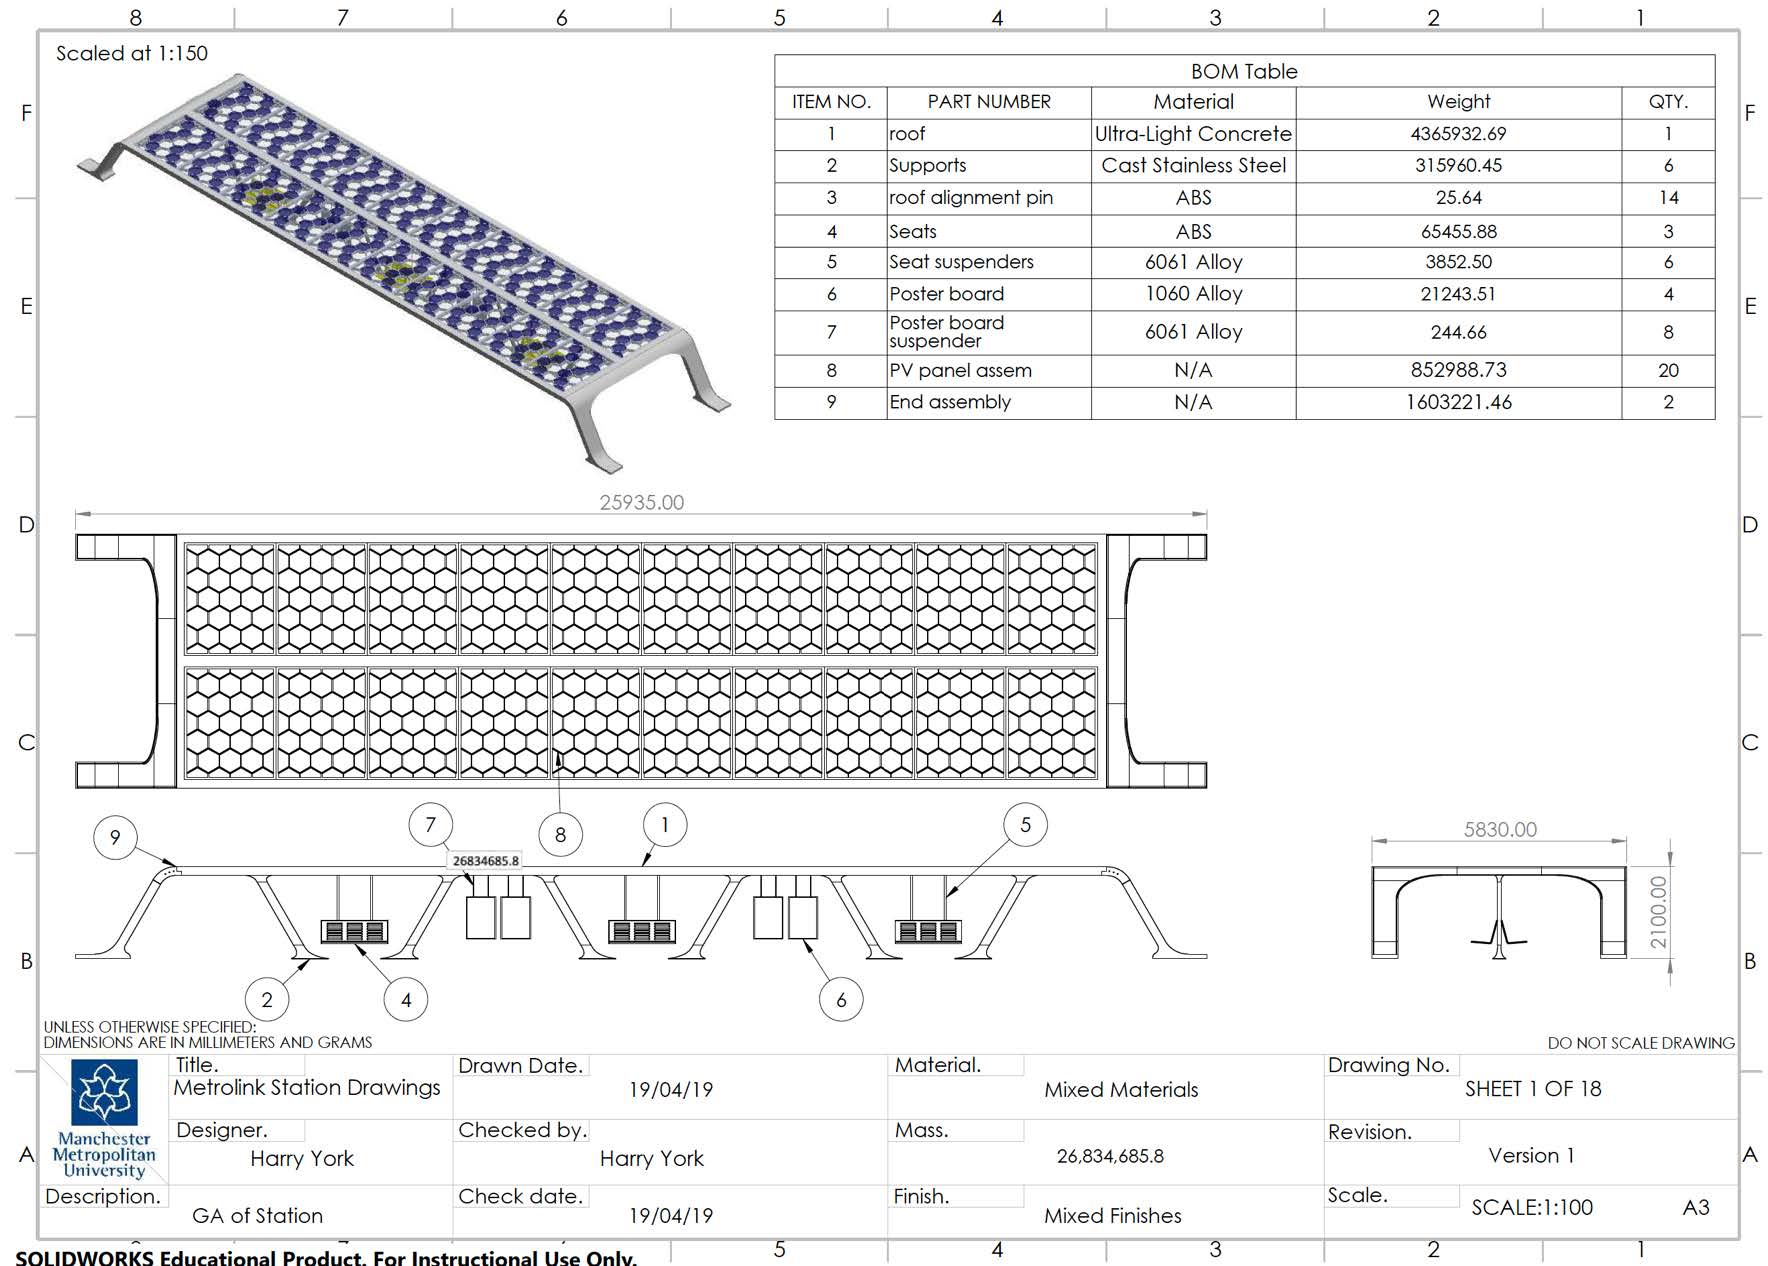 8 7 6 5 4 3 2 1
Scaled at 1:150
BOM Table
ITEM NO. PART NUMBER Material Weight QTY.
1 roof Ultra-Light Concrete 4365932.69 1
2 Supports Cast Stainless Steel 315960.45 6
3 roof alignment pin ABS 25.64 14
4 Seats ABS 65455.88 3
5 Seat suspenders 6061 Alloy 3852.50 6
6 Poster board 1060 Alloy 21243.51 4
7 Poster board suspender 6061 Alloy 244.66 8
8 PV panel assem N/A 852988.73 20
9 End assembly N/A 1603221.46 2
F F
E E
D D
C C
B B
A A
25935.00
9 7 8 1 5
26834685.8
2 4 6
5830.00
2100.00
UNLESS OTHERWISE SPECIFIED:
DIMENSIONS ARE IN MILLIMETERS AND GRAMS
DO NOT SCALE DRAWING
Manchester
Metropolitan
University
Title.
Metrolink Station Drawings
Drawn Date.
19/04/19
Material.
Mixed Materials
Drawing No.
SHEET 1 OF 18
Designer.
Harry York
Checked by.
Harry York
Mass.
26,834,685.8
Revision.
Version 1
Description.
GA of Station
Check date.
19/04/19
Finish.
Mixed Finishes
Scale.
SCALE:1:100
A3
5 4 3 2 1
SOLIDWORKS Educational Product. For Instructional Use Only.